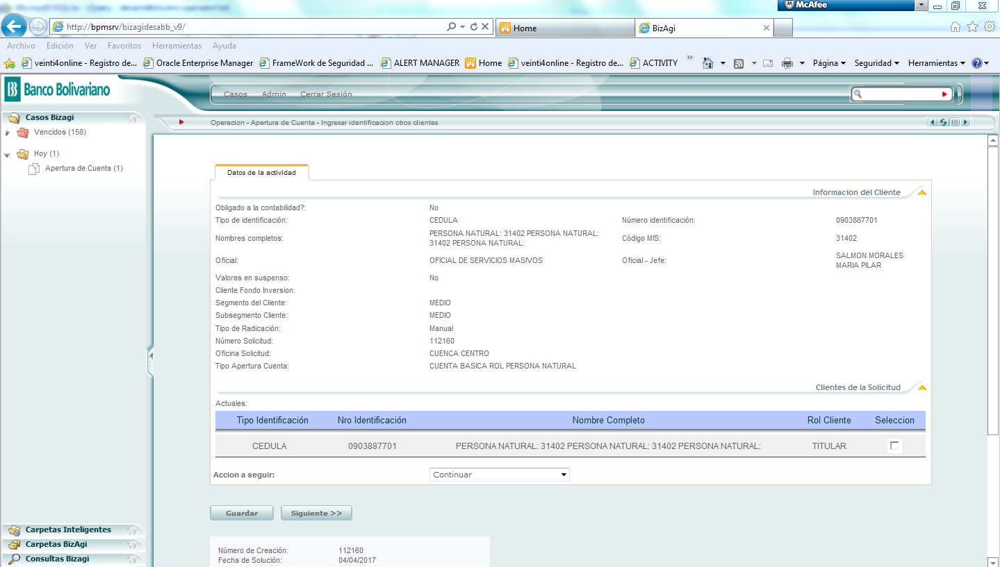 McAfee
http://bpmsrv/bizagidesabb_v9/
Home
BizAgi
Archivo Edición Ver Favoritos Herramientas Ayuda
veinti4online - Registro de... Oracle Enterprise Manager FrameWork de Seguridad ... ALERT MANAGER Home veinti4online - Registro de... ACTIVITY » Página Seguridad Herramientas
Banco Bolivariano
Casos Admin Cerrar Sesión
Casos Bizagi
Operacion - Apertura de Cuenta - Ingresar identificacion otros clientes
Vencidos (158)
Hoy (1)
Apertura de Cuenta (1)
Datos de la actividad
Informacion del Cliente
Obligado a la contabilidad?: No
Tipo de identificación: CEDULA Número identificación: 0903887701
Nombres completos: PERSONA NATURAL: 31402 PERSONA NATURAL:
31402 PERSONA NATURAL:
Código MIS: 31402
Oficial: OFICIAL DE SERVICIOS MASIVOS Oficial - Jefe: SALMON MORALES
MARIA PILAR
Valores en suspenso: No
Cliente Fondo Inversion:
Segmento del Cliente: MEDIO
Subsegmento Cliente: MEDIO
Tipo de Radicación: Manual
Número Solicitud: 112160
Oficina Solicitud: CUENCA CENTRO
Tipo Apertura Cuenta: CUENTA BASICA ROL PERSONA NATURAL
Clientes de la Solicitud
Actuales:
Tipo Identificación Nro Identificación Nombre Completo Rol Cliente Seleccion
CEDULA 0903887701 PERSONA NATURAL: 31402 PERSONA NATURAL: 31402 PERSONA NATURAL: TITULAR
Accion a seguir: Continuar
Guardar Siguiente >>
Carpetas Inteligentes
Carpetas BizAgi
Consultas Bizagi
Número de Creación: 112160
Fecha de Solución: 04/04/2017